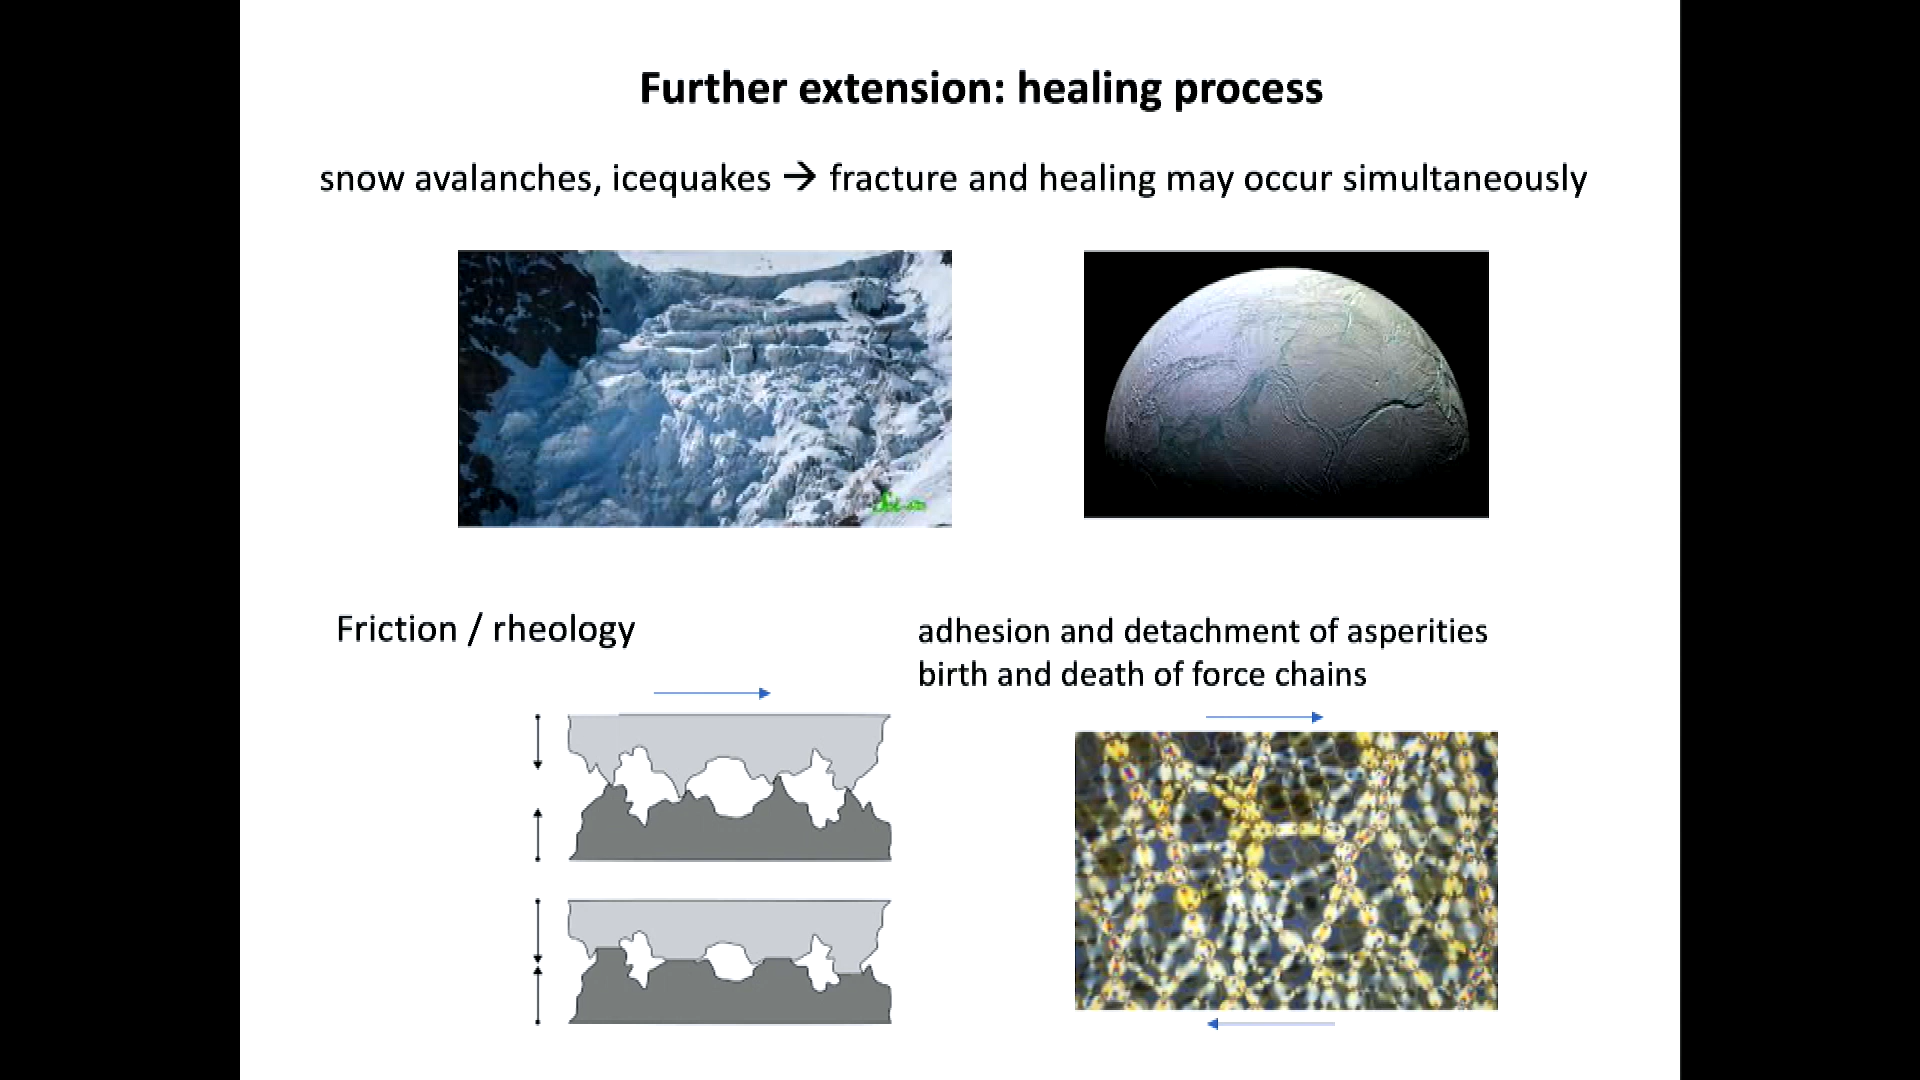 Further extension: healing process
snow avalanches, icequakes → fracture and healing may occur simultaneously
Friction / rheology
adhesion and detachment of asperities
birth and death of force chains